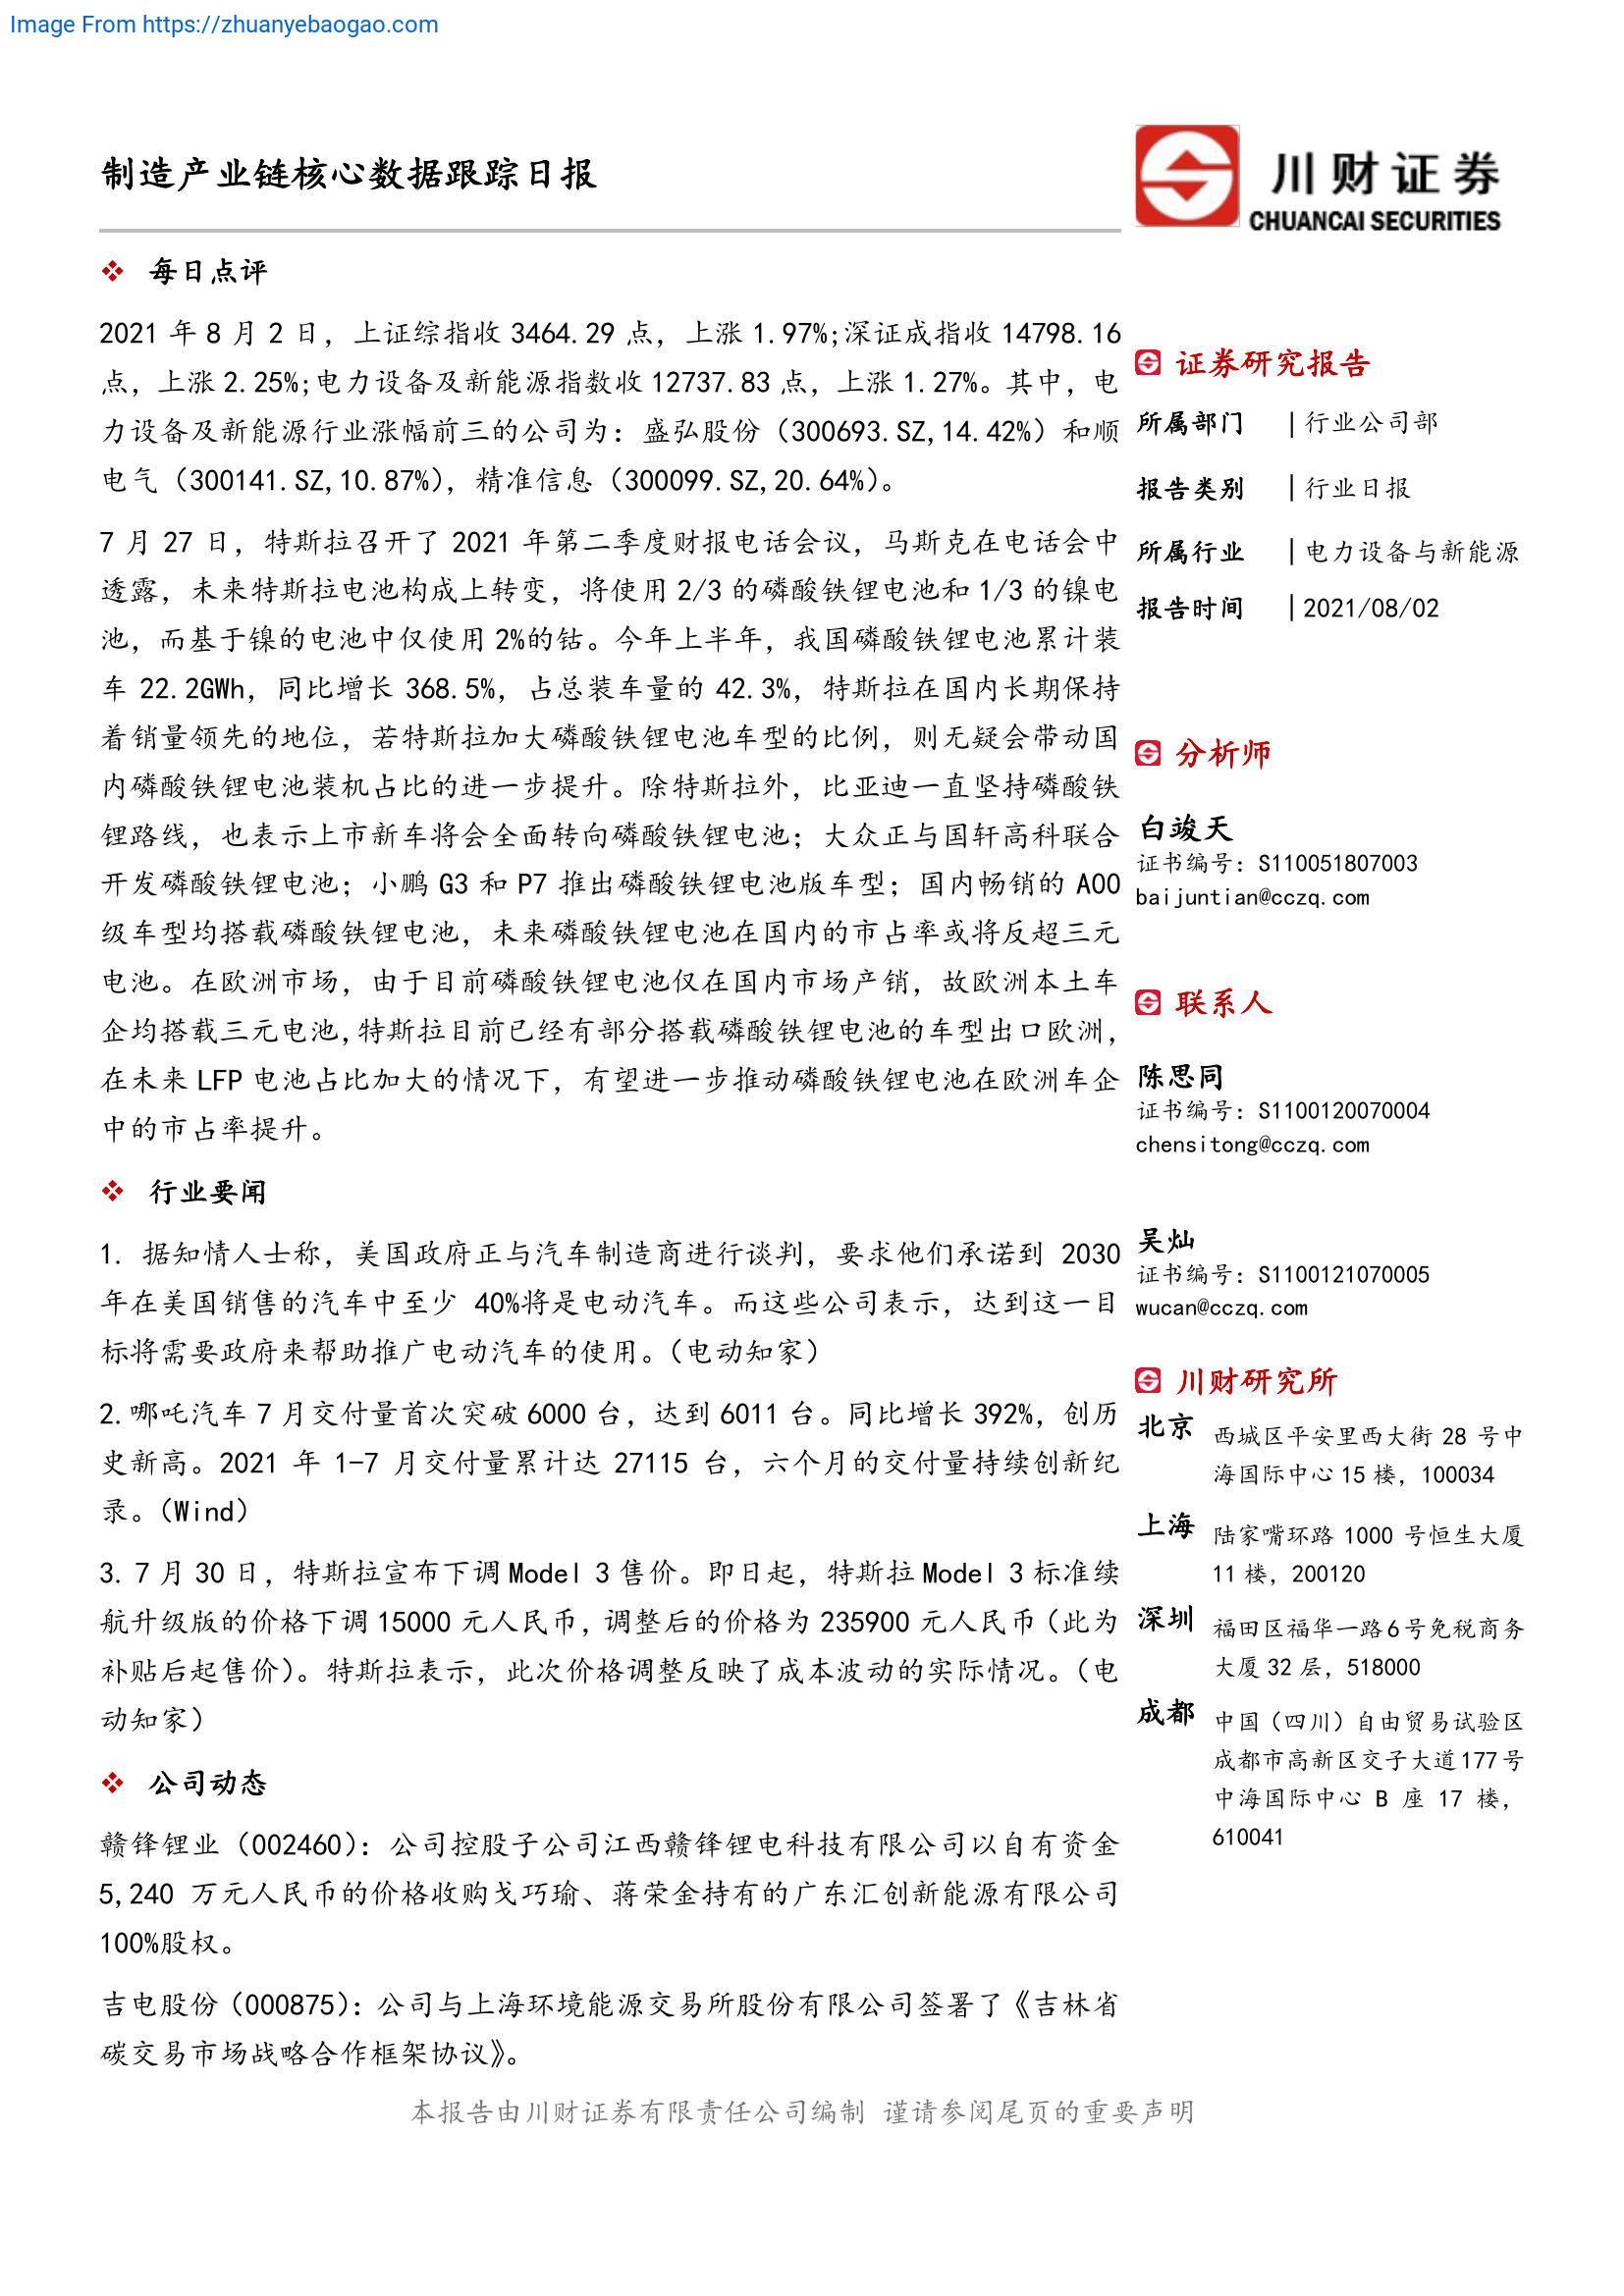 Image From https://zhuanyebaogao.com
制造产业链核心数据跟踪日报
川财证券
CHUANCAI SECURITIES
每日点评
2021 年 8 月 2 日，上证综指收 3464.29 点，上涨 1.97%;深证成指收 14798.16
点，上涨 2.25%;电力设备及新能源指数收 12737.83 点，上涨 1.27%。其中，电
力设备及新能源行业涨幅前三的公司为：盛弘股份（300693.SZ,14.42%）和顺
电气（300141.SZ,10.87%），精准信息（300099.SZ,20.64%）。
7 月 27 日，特斯拉召开了 2021 年第二季度财报电话会议，马斯克在电话会中
透露，未来特斯拉电池构成上转变，将使用 2/3 的磷酸铁锂电池和 1/3 的镍电
池，而基于镍的电池中仅使用 2%的钴。今年上半年，我国磷酸铁锂电池累计装
车 22.2GWh，同比增长 368.5%，占总装车量的 42.3%，特斯拉在国内长期保持
着销量领先的地位，若特斯拉加大磷酸铁锂电池车型的比例，则无疑会带动国
内磷酸铁锂电池装机占比的进一步提升。除特斯拉外，比亚迪一直坚持磷酸铁
锂路线，也表示上市新车将会全面转向磷酸铁锂电池；大众正与国轩高科联合
开发磷酸铁锂电池；小鹏 G3 和 P7 推出磷酸铁锂电池版车型；国内畅销的 A00
级车型均搭载磷酸铁锂电池，未来磷酸铁锂电池在国内的市占率或将反超三元
电池。在欧洲市场，由于目前磷酸铁锂电池仅在国内市场产销，故欧洲本土车
企均搭载三元电池,特斯拉目前已经有部分搭载磷酸铁锂电池的车型出口欧洲，
在未来 LFP 电池占比加大的情况下，有望进一步推动磷酸铁锂电池在欧洲车企
中的市占率提升。
行业要闻
1. 据知情人士称，美国政府正与汽车制造商进行谈判，要求他们承诺到 2030
年在美国销售的汽车中至少 40%将是电动汽车。而这些公司表示，达到这一目
标将需要政府来帮助推广电动汽车的使用。（电动知家）
2.哪吒汽车 7 月交付量首次突破 6000 台，达到 6011 台。同比增长 392%，创历
史新高。2021 年 1-7 月交付量累计达 27115 台，六个月的交付量持续创新纪
录。（Wind）
3. 7 月 30 日，特斯拉宣布下调 Model 3 售价。即日起，特斯拉 Model 3 标准续
航升级版的价格下调 15000 元人民币，调整后的价格为 235900 元人民币（此为
补贴后起售价）。特斯拉表示，此次价格调整反映了成本波动的实际情况。（电
动知家）
公司动态
赣锋锂业（002460）：公司控股子公司江西赣锋锂电科技有限公司以自有资金
5,240 万元人民币的价格收购戈巧瑜、蒋荣金持有的广东汇创新能源有限公司
100%股权。
吉电股份（000875）：公司与上海环境能源交易所股份有限公司签署了《吉林省
碳交易市场战略合作框架协议》。
证券研究报告
所属部门 |行业公司部
报告类别 |行业日报
所属行业 |电力设备与新能源
报告时间 |2021/08/02
分析师
白竣天
证书编号：S110051807003
baijuntian@cczq.com
联系人
陈思同
证书编号：S1100120070004
chensitong@cczq.com
吴灿
证书编号：S1100121070005
wucan@cczq.com
川财研究所
北京 西城区平安里西大街 28 号中
海国际中心 15 楼，100034
上海 陆家嘴环路 1000 号恒生大厦
11 楼，200120
深圳 福田区福华一路 6 号免税商务
大厦 32 层，518000
成都 中国（四川）自由贸易试验区
成都市高新区交子大道 177 号
中海国际中心 B 座 17 楼，
610041
本报告由川财证券有限责任公司编制 谨请参阅尾页的重要声明